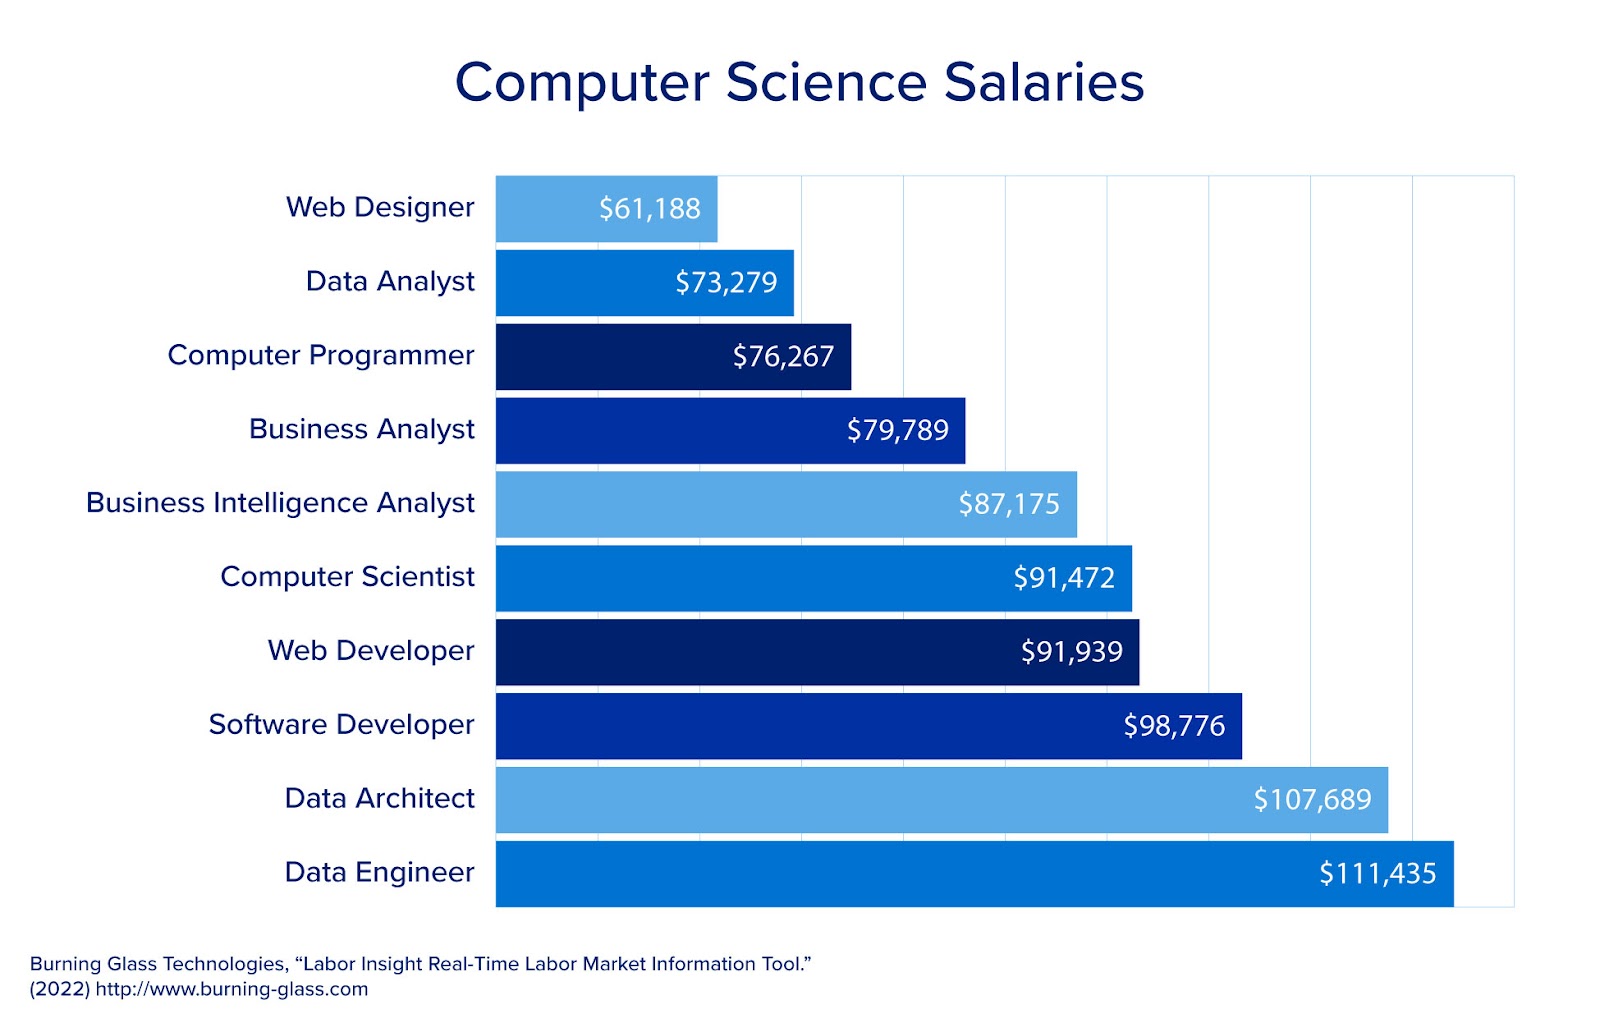 Computer Science Salaries
Web Designer $61,188
Data Analyst $73,279
Computer Programmer $76,267
Business Analyst $79,789
Business Intelligence Analyst $87,175
Computer Scientist $91,472
Web Developer $91,939
Software Developer $98,776
Data Architect $107,689
Data Engineer $111,435
Burning Glass Technologies, “Labor Insight Real-Time Labor Market Information Tool.”
(2022) http://www.burning-glass.com